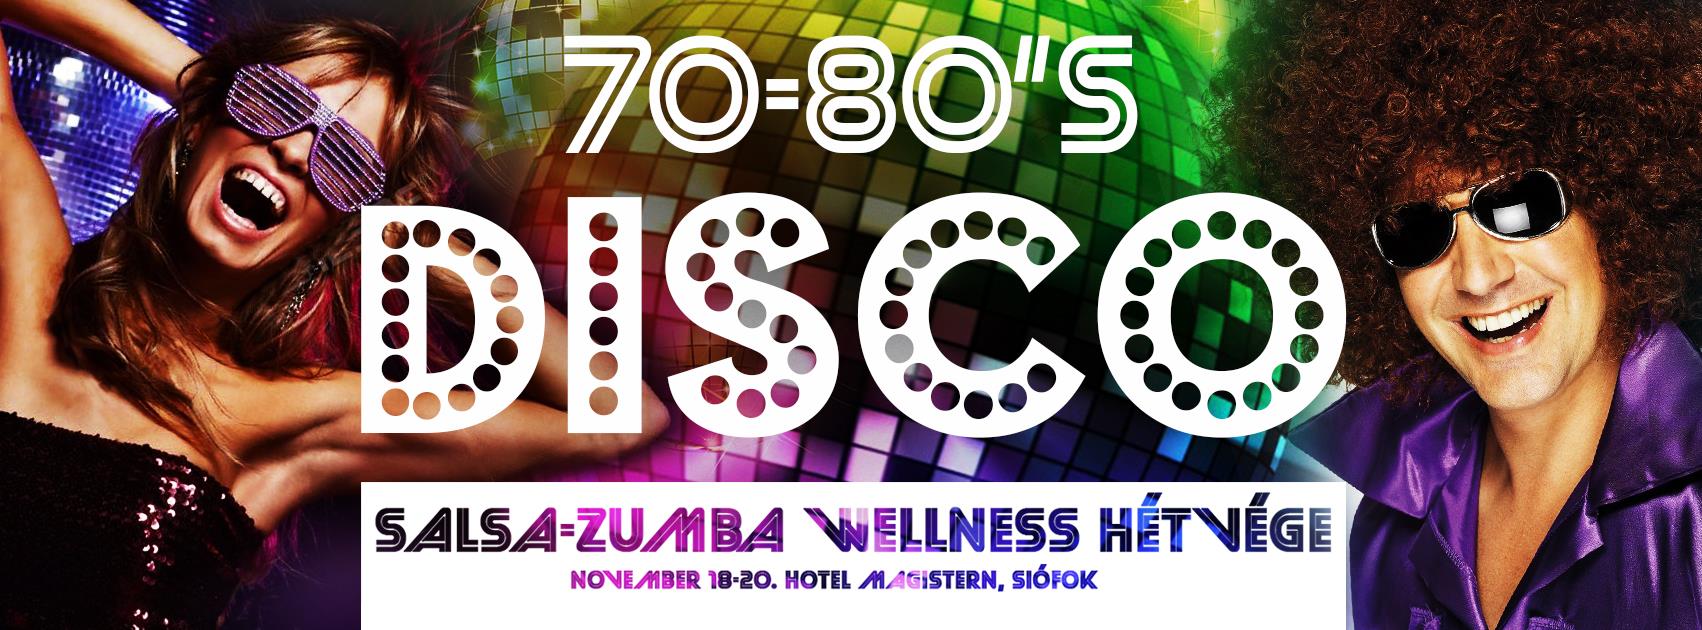 70-80"S
DISCO
SALSA-ZUMBA WELLNESS HÉTVÉGE
NOVEMBER 18-20. HOTEL MAGISTERN, SIÓFOK